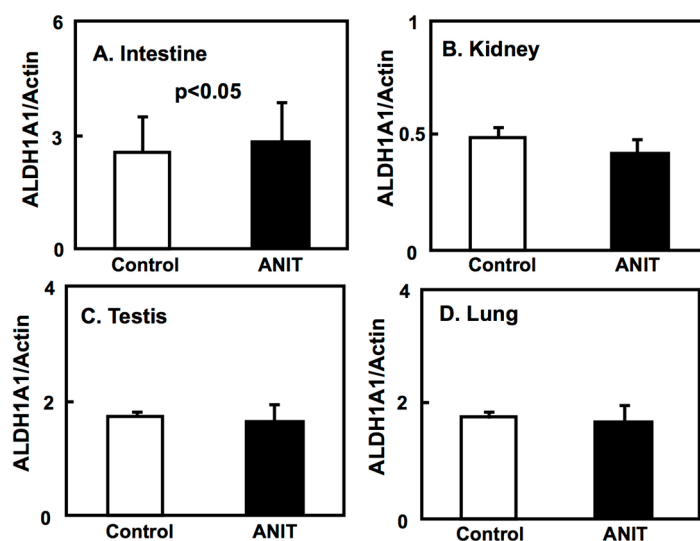 6
A. Intestine
p<0.05
ALDH1A1/Actin
3
0
Control ANIT
1
B. Kidney
ALDH1A1/Actin
0.5
0
Control ANIT
4
C. Testis
ALDH1A1/Actin
2
0
Control ANIT
4
D. Lung
ALDH1A1/Actin
2
0
Control ANIT